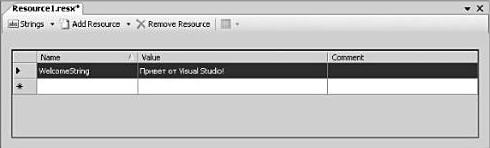 Resource1.resx*
Strings Add Resource Remove Resource
Name Value Comment
WelcomeString Привет от Visual Studio!